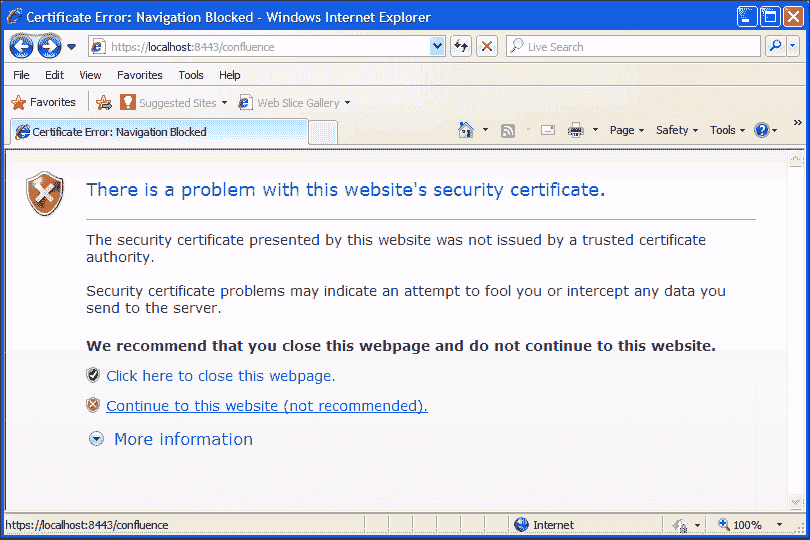 Certificate Error: Navigation Blocked - Windows Internet Explorer
https://localhost:8443/confluence
Live Search
File Edit View Favorites Tools Help
Favorites Suggested Sites Web Slice Gallery
Certificate Error: Navigation Blocked
Page Safety Tools »
There is a problem with this website's security certificate.
The security certificate presented by this website was not issued by a trusted certificate
authority.
Security certificate problems may indicate an attempt to fool you or intercept any data you
send to the server.
We recommend that you close this webpage and do not continue to this website.
Click here to close this webpage.
Continue to this website (not recommended).
More information
https://localhost:8443/confluence Internet 100%